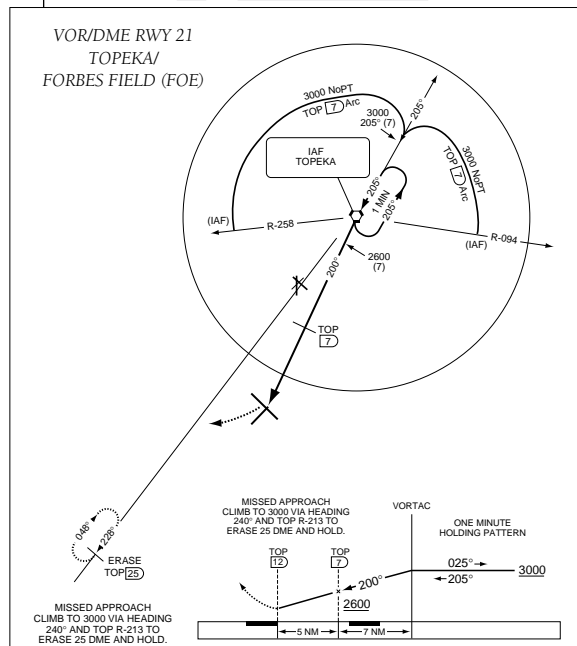 VOR/DME RWY 21
TOPEKA/
FORBES FIELD (FOE)
3000 NoPT
TOP 7 Arc
3000
205° (7)
205°
3000 NoPT
TOP 7 Arc
IAF
TOPEKA
205°
1 MIN
205°
(IAF)
R-258
(IAF)
R-094
2600
(7)
200°
TOP
7
048°
228°
ERASE
TOP 25
MISSED APPROACH
CLIMB TO 3000 VIA HEADING
240° AND TOP R-213 TO
ERASE 25 DME AND HOLD.
MISSED APPROACH
CLIMB TO 3000 VIA HEADING
240° AND TOP R-213 TO
ERASE 25 DME AND HOLD.
VORTAC
ONE MINUTE
HOLDING PATTERN
TOP
12
TOP
7
025°
205°
3000
200°
2600
5 NM
7 NM